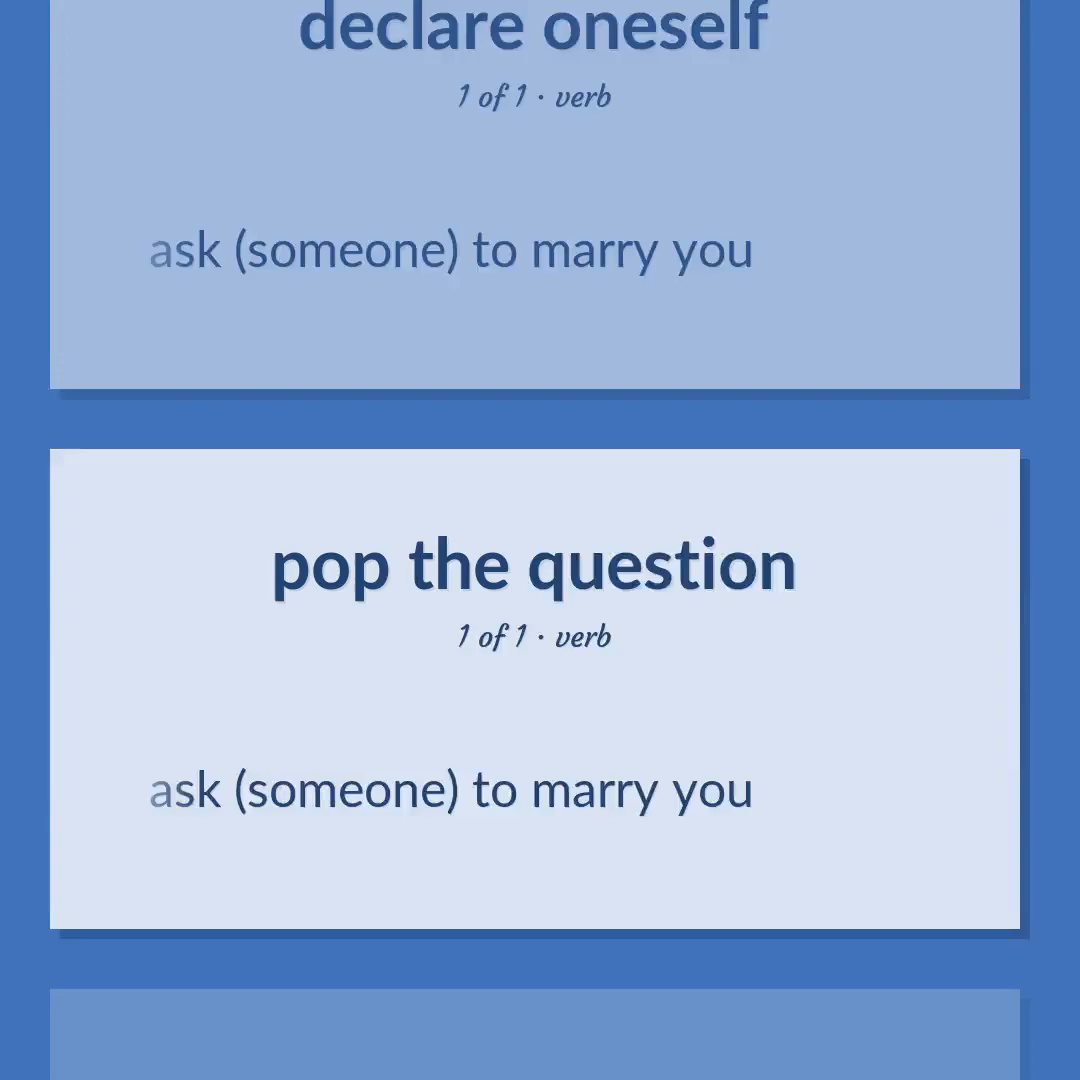 declare oneself
1 of 1 · verb
ask (someone) to marry you
pop the question
1 of 1 · verb
ask (someone) to marry you